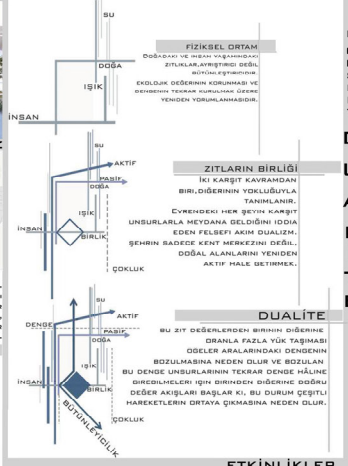 SU
FİZİKSEL ORTAM
DOĞADAKİ VE İNSAN YAŞAMINDAKİ
ZITLIKLAR, AYRIŞTIRICI DEĞİL
BÜTÜNLEŞTİRİCİDİR.
EKOLOJİK DEĞERİNİN KORUNMASI VE
DENGENİN TEKRAR KURULMAK ÜZERE
YENİDEN YORUMLANMASIDIR.
DOĞA
IŞIK
İNSAN
SU
AKTİF
PASİF
DOĞA
IŞIK
İNSAN
BİRLİK
ÇOKLUK
ZITLARIN BİRLİĞİ
İKİ KARŞIT KAVRAMDAN
BİRİ, DİĞERİNİN YOKLUĞUYLA
TANIMLANIR.
EVRENDEKİ HER ŞEYİN KARŞIT
UNSURLARLA MEYDANA GELDİĞİNİ İDDİA
EDEN FELSEFİ AKIM DUALİZM.
ŞEHRİN SADECE KENT MERKEZİNİ DEĞİL,
DOĞAL ALANLARINI YENİDEN
AKTİF HALE GETİRMEK.
SU
AKTİF
DENGE
PASİF
DOĞA
IŞIK
İNSAN
BİRLİK
ÇOKLUK
BÜTÜNLEYİCİLİK
DUALİTE
BU ZIT DEĞERLERDEN BİRİNİN DİĞERİNE
ORANLA FAZLA YÜK TAŞIMASI
ÖGELER ARALARINDAKİ DENGENİN
BOZULMASINA NEDEN OLUR VE BOZULAN
BU DENGE UNSURLARININ TEKRAR DENGE HÂLİNE
GİREBİLMELERİ İÇİN BİRİNDEN DİĞERİNE DOĞRU
DEĞER AKIŞLARI BAŞLAR Kİ, BU DURUM ÇEŞİTLİ
HAREKETLERİN ORTAYA ÇIKMASINA NEDEN OLUR.
ETKİNLİKLER